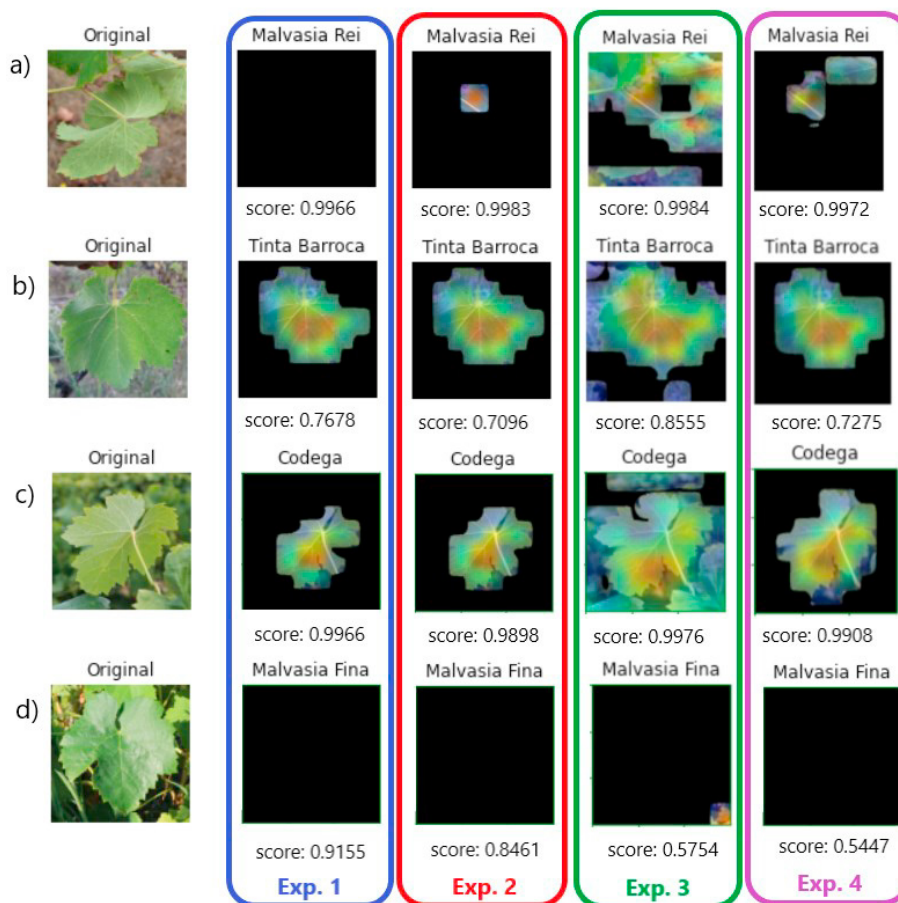 Original Malvasia Rei Malvasia Rei Malvasia Rei Malvasia Rei
a)
score: 0.9966 score: 0.9983 score: 0.9984 score: 0.9972
Original Tinta Barroca Tinta Barroca Tinta Barroca Tinta Barroca
b)
score: 0.7678 score: 0.7096 score: 0.8555 score: 0.7275
Original Codega Codega Codega Codega
c)
score: 0.9966 score: 0.9898 score: 0.9976 score: 0.9908
Original Malvasia Fina Malvasia Fina Malvasia Fina Malvasia Fina
d)
score: 0.9155 score: 0.8461 score: 0.5754 score: 0.5447
Exp. 1 Exp. 2 Exp. 3 Exp. 4